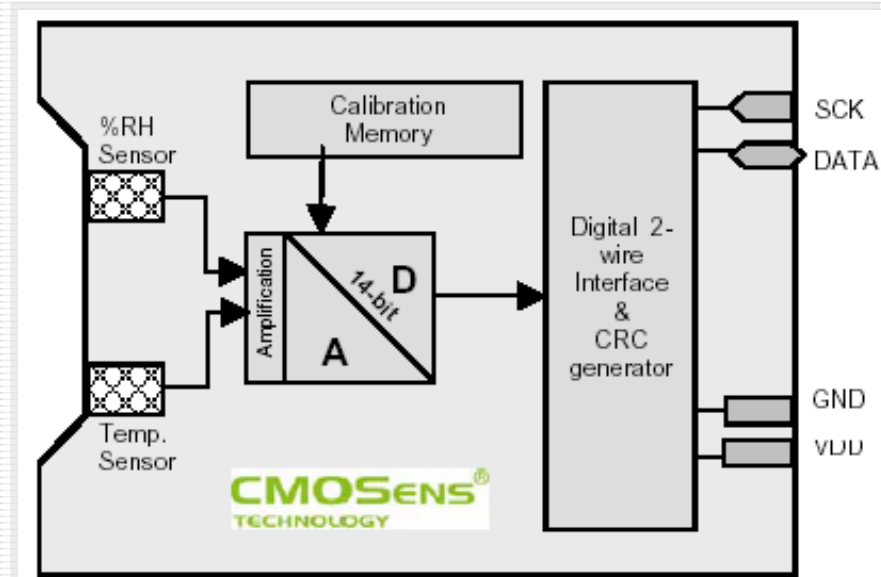 %RH
Sensor
Calibration
Memory
SCK
DATA
Digital 2-
wire
Interface
&
CRC
generator
Amplification
14-bit
D
A
GND
VDD
Temp.
Sensor
CMOSENS®
TECHNOLOGY